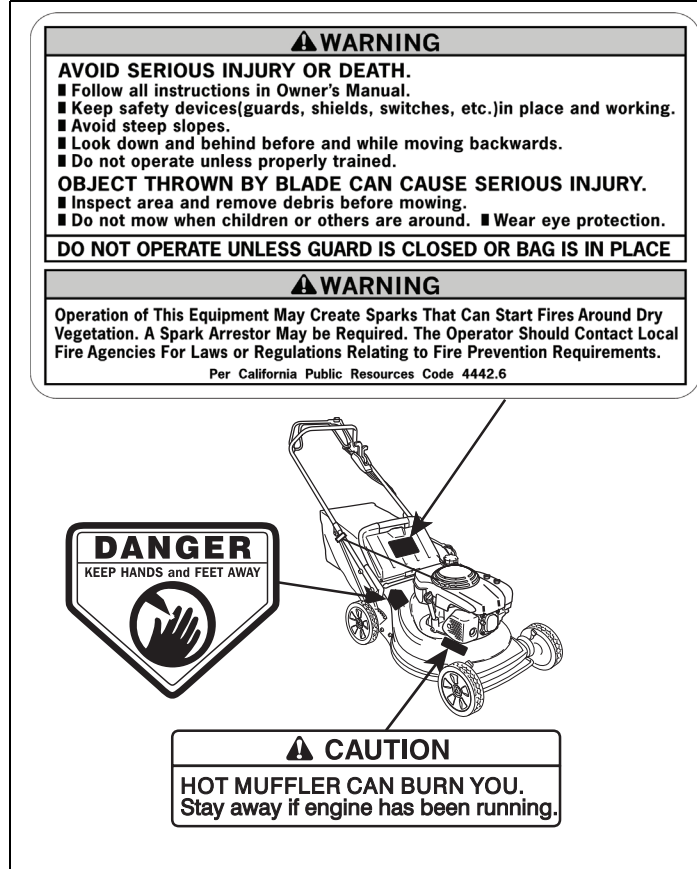 WARNING
AVOID SERIOUS INJURY OR DEATH.
Follow all instructions in Owner's Manual.
Keep safety devices(guards, shields, switches, etc.)in place and working.
Avoid steep slopes.
Look down and behind before and while moving backwards.
Do not operate unless properly trained.
OBJECT THROWN BY BLADE CAN CAUSE SERIOUS INJURY.
Inspect area and remove debris before mowing.
Do not mow when children or others are around. ■ Wear eye protection.
DO NOT OPERATE UNLESS GUARD IS CLOSED OR BAG IS IN PLACE
WARNING
Operation of This Equipment May Create Sparks That Can Start Fires Around Dry
Vegetation. A Spark Arrestor May be Required. The Operator Should Contact Local
Fire Agencies For Laws or Regulations Relating to Fire Prevention Requirements.
Per California Public Resources Code 4442.6
DANGER
KEEP HANDS and FEET AWAY
CAUTION
HOT MUFFLER CAN BURN YOU.
Stay away if engine has been running.